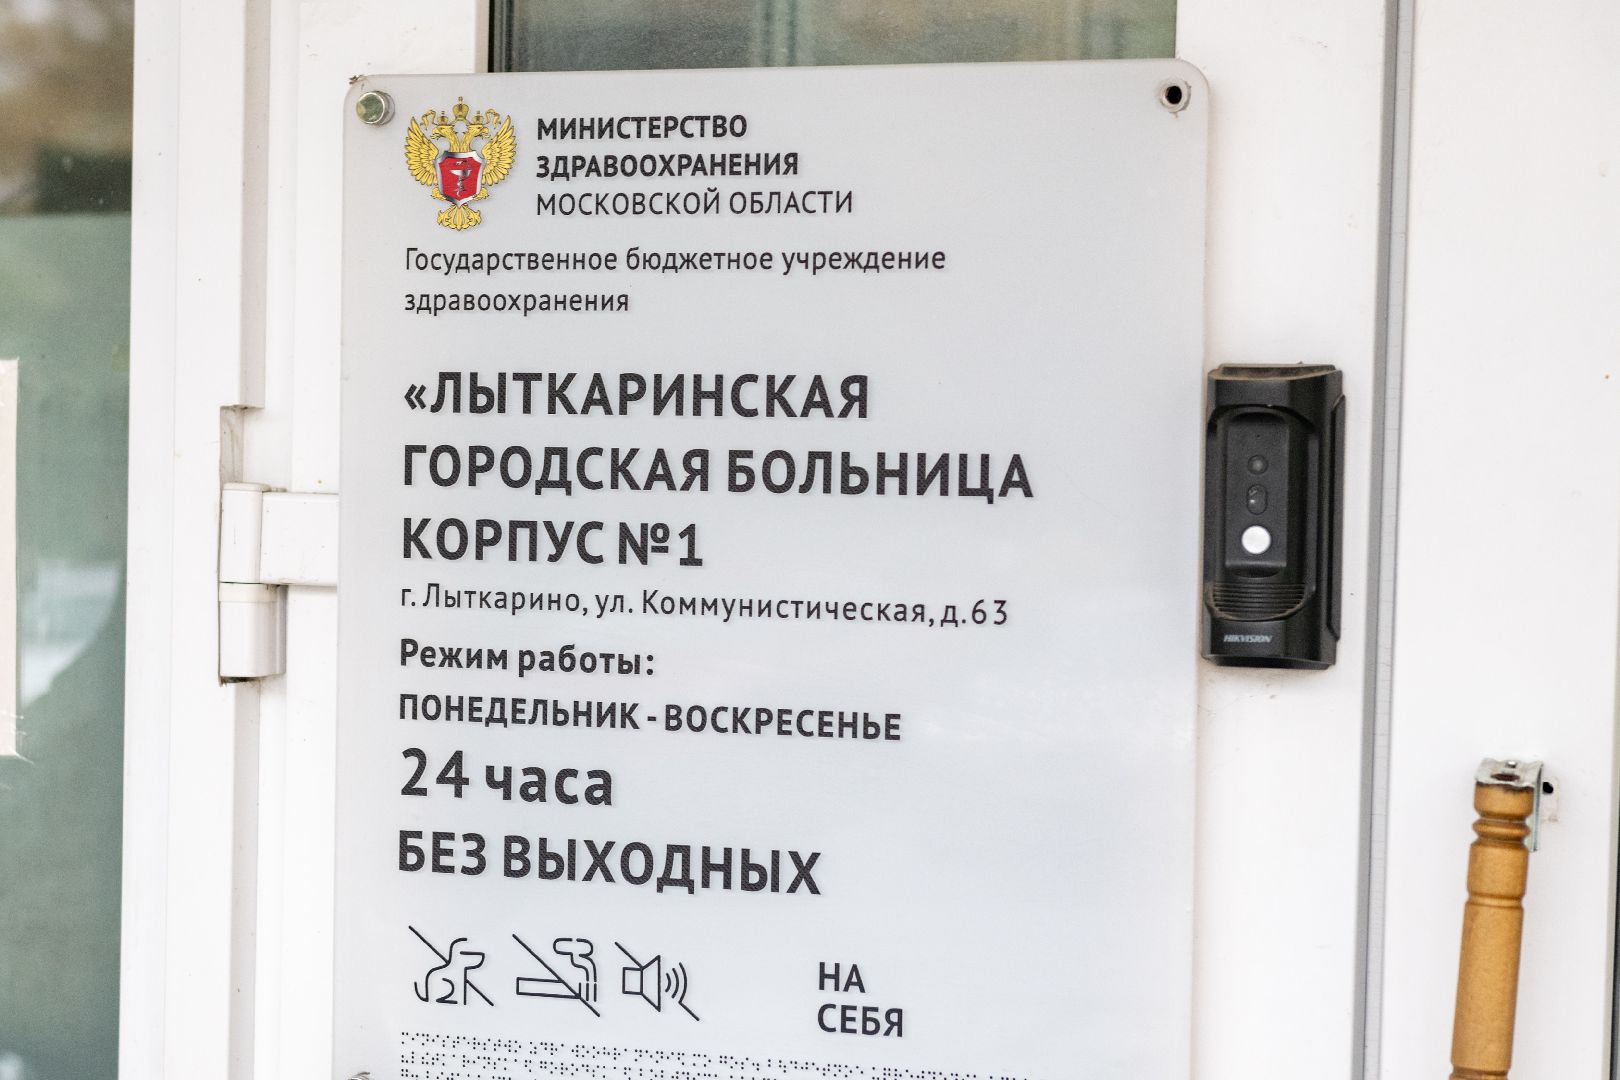 МИНИСТЕРСТВО
ЗДРАВООХРАНЕНИЯ
МОСКОВСКОЙ ОБЛАСТИ
Государственное бюджетное учреждение
здравоохранения
«ЛЫТКАРИНСКАЯ
ГОРОДСКАЯ БОЛЬНИЦА
КОРПУС №1
г. Лыткарино, ул. Коммунистическая, д.63
Режим работы:
ПОНЕДЕЛЬНИК - ВОСКРЕСЕНЬЕ
24 часа
БЕЗ ВЫХОДНЫХ
НА
СЕБЯ
HIKVISION